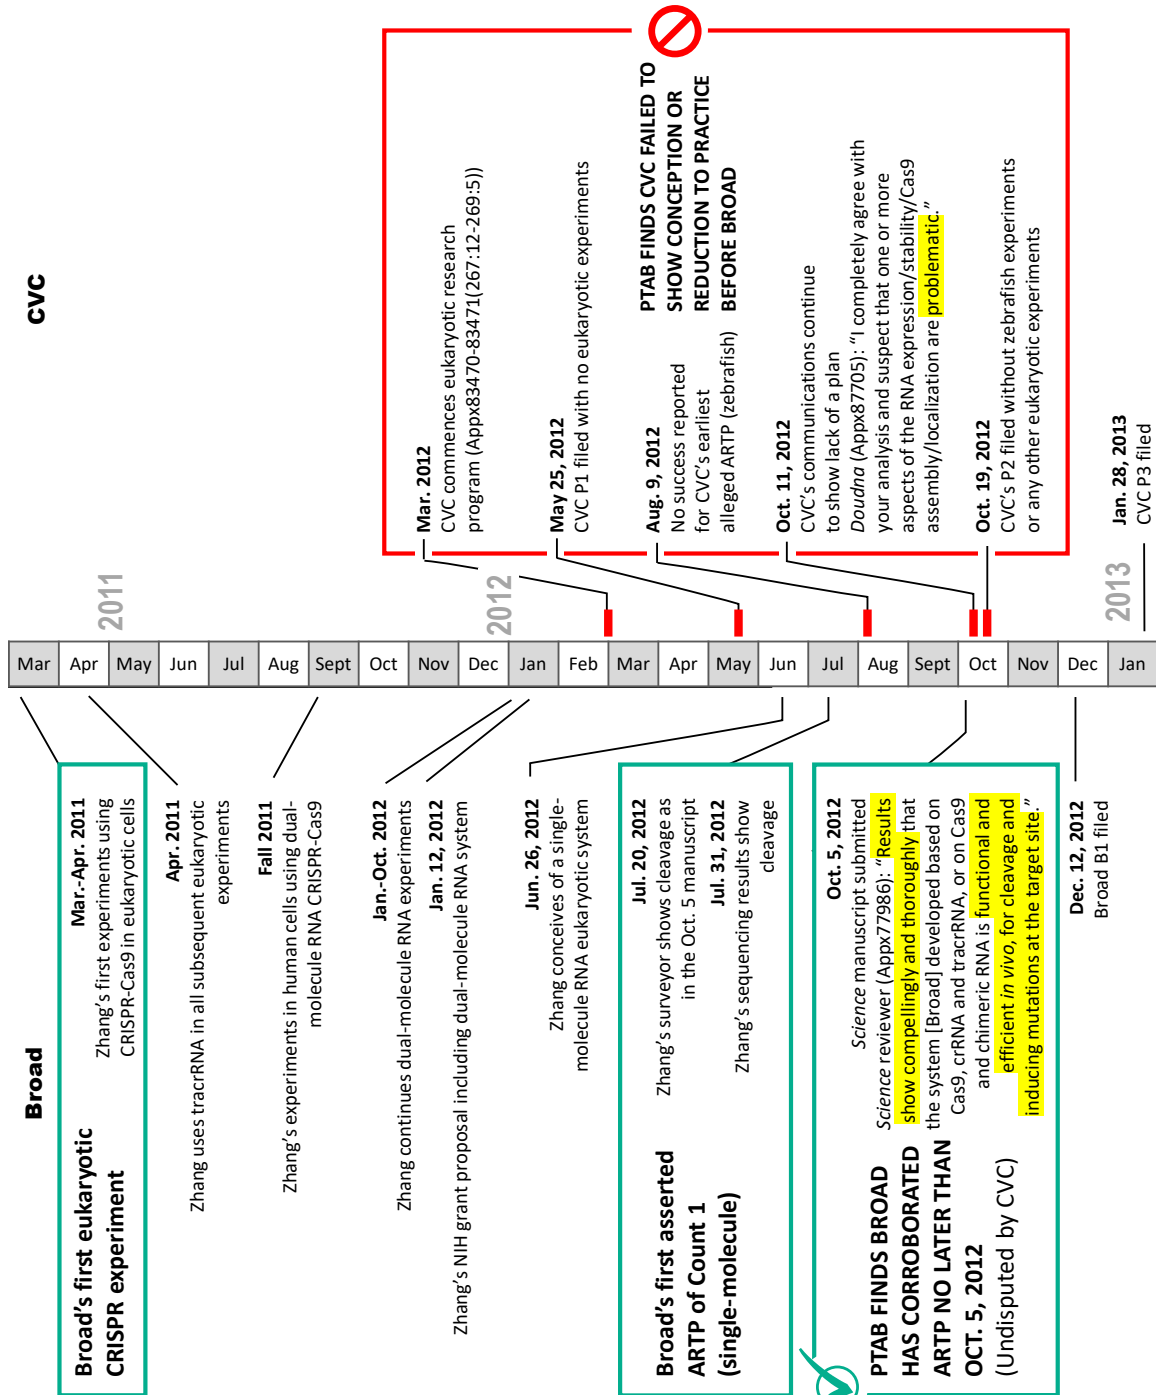 Broad
CVC
Broad's first eukaryotic
CRISPR experiment
Mar.-Apr. 2011
Zhang's first experiments using
CRISPR-Cas9 in eukaryotic cells
Apr. 2011
Zhang uses tracrRNA in all subsequent eukaryotic
experiments
Fall 2011
Zhang's experiments in human cells using dual-
molecule RNA CRISPR-Cas9
Jan.-Oct. 2012
Zhang continues dual-molecule RNA experiments
Jan. 12, 2012
Zhang's NIH grant proposal including dual-molecule RNA system
Jun. 26, 2012
Zhang conceives of a single-
molecule RNA eukaryotic system
Broad's first asserted
ARTP of Count 1
(single-molecule)
Jul. 20, 2012
Zhang's surveyor shows cleavage as
in the Oct. 5 manuscript
Jul. 31, 2012
Zhang's sequencing results show
cleavage
PTAB FINDS BROAD
HAS CORROBORATED
ARTP NO LATER THAN
OCT. 5, 2012
(Undisputed by CVC)
Oct. 5, 2012
Science manuscript submitted
Science reviewer (Appx77986): “Results
show compellingly and thoroughly that
the system [Broad] developed based on
Cas9, crRNA and tracrRNA, or on Cas9
and chimeric RNA is functional and
efficient in vivo, for cleavage and
inducing mutations at the target site.”
Dec. 12, 2012
Broad B1 filed
Mar
Apr
May
Jun
Jul
Aug
Sept
Oct
Nov
Dec
Jan
Feb
Mar
Apr
May
Jun
Jul
Aug
Sept
Oct
Nov
Dec
Jan
2011
2012
2013
Mar. 2012
CVC commences eukaryotic research
program (Appx83470-83471(267:12-269:5))
May 25, 2012
CVC P1 filed with no eukaryotic experiments
Aug. 9, 2012
No success reported
for CVC's earliest
alleged ARTP (zebrafish)
PTAB FINDS CVC FAILED TO
SHOW CONCEPTION OR
REDUCTION TO PRACTICE
BEFORE BROAD
Oct. 11, 2012
CVC's communications continue
to show lack of a plan
Doudna (Appx87705): “I completely agree with
your analysis and suspect that one or more
aspects of the RNA expression/stability/Cas9
assembly/localization are problematic.”
Oct. 19, 2012
CVC's P2 filed without zebrafish experiments
or any other eukaryotic experiments
Jan. 28, 2013
CVC P3 filed